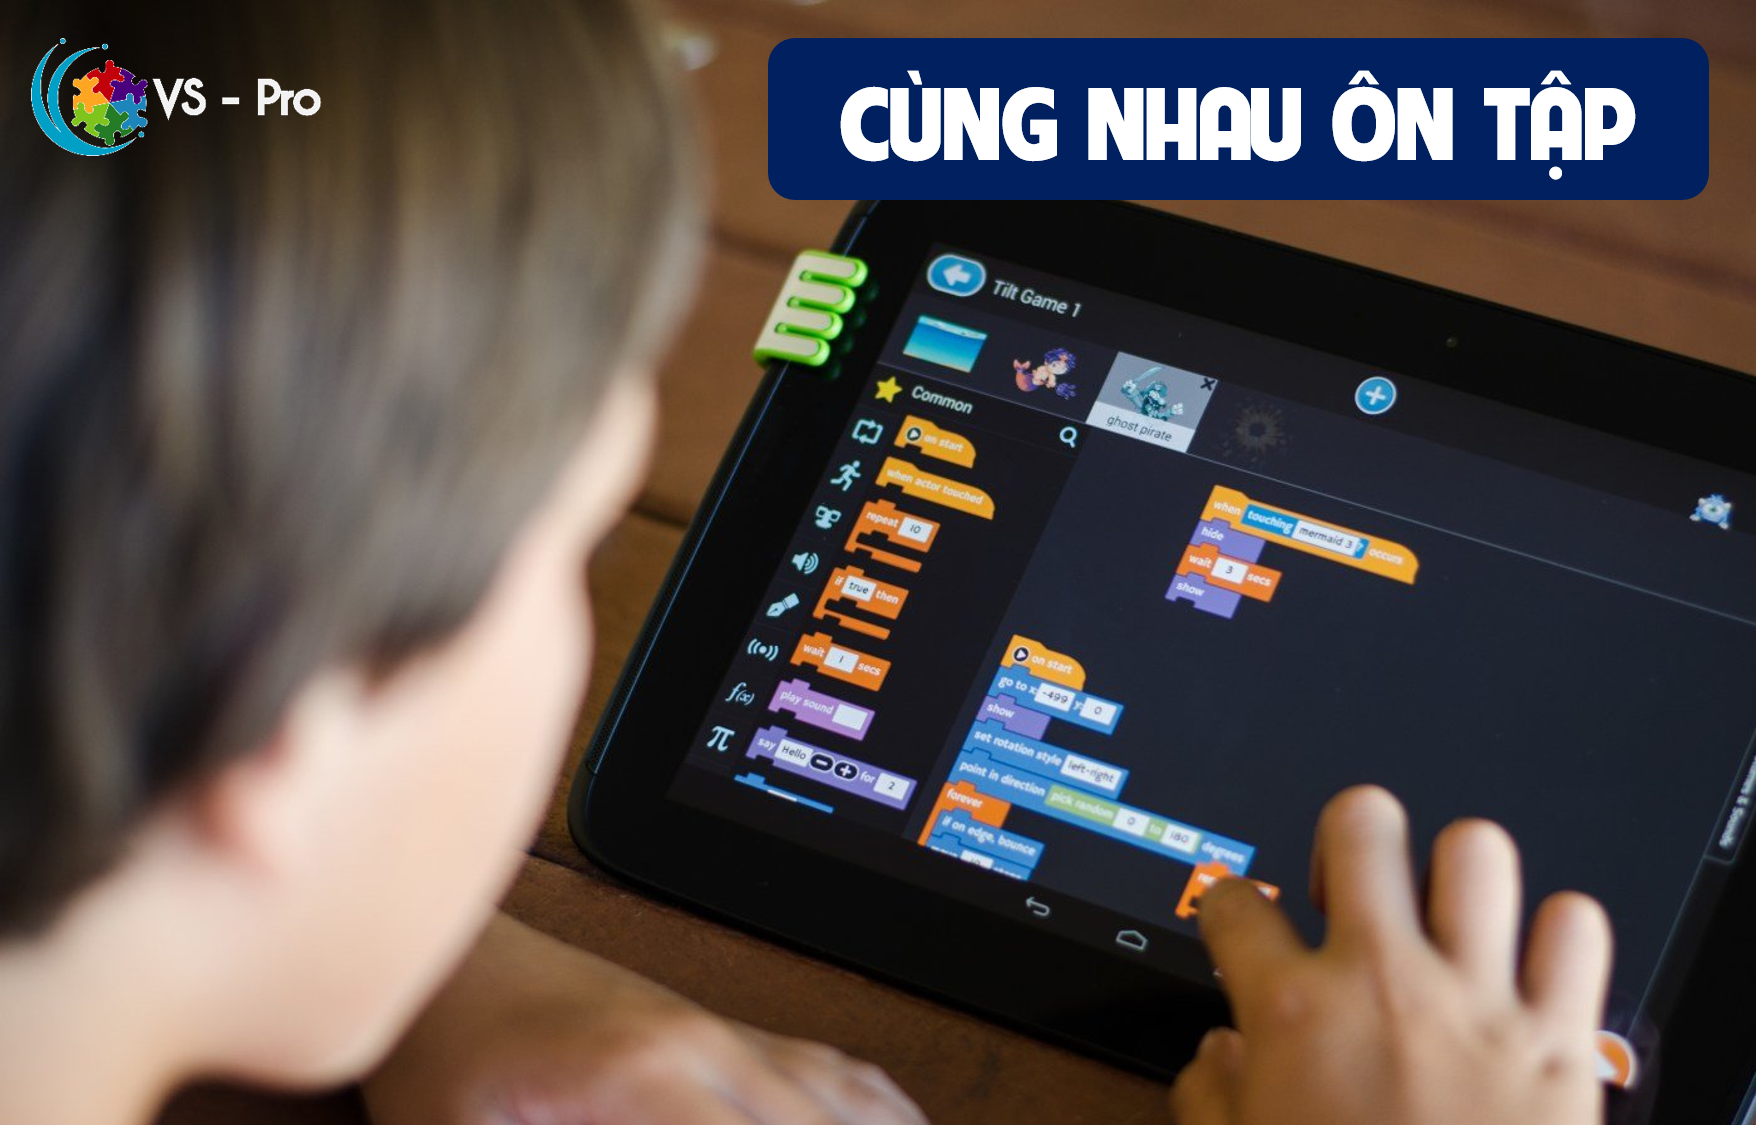 VS - Pro
CÙNG NHAU ÔN TẬP
Tilt Game 1
ghost pirate
Common
on start
when actor touched
repeat 10
if true then
wait 1 secs
play sound
say Hello - + for 2
f(x)
π
when touching mermaid 3 ? occurs
hide
wait 3 secs
show
on start
go to x: -499 y: 0
show
set rotation style left-right
point in direction pick random 0 to 180 degrees
forever
if on edge, bounce